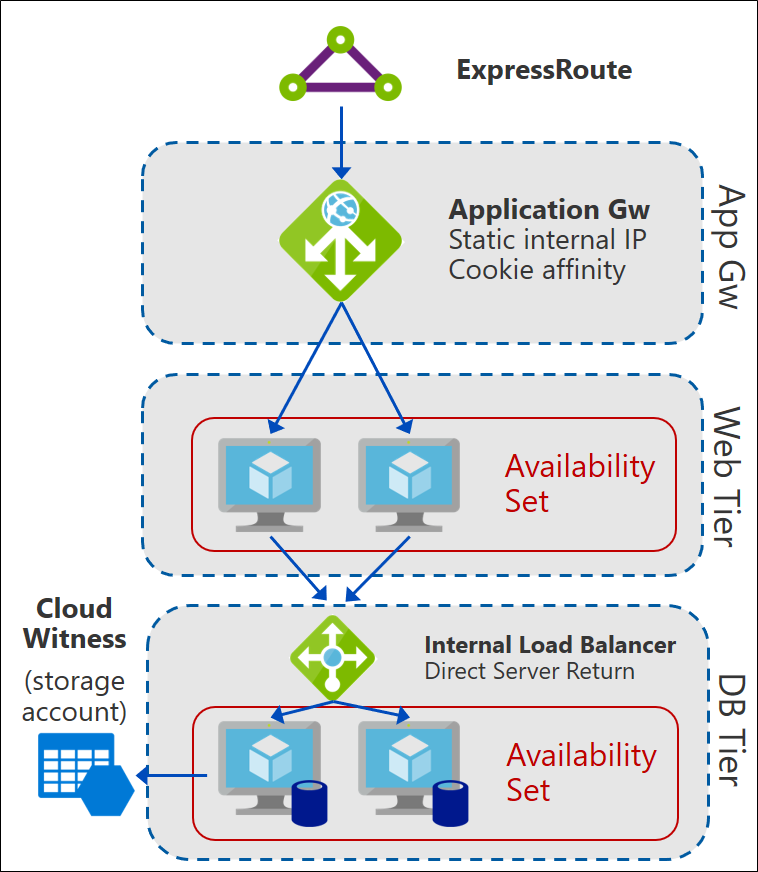 ExpressRoute
Application Gw
Static internal IP
Cookie affinity
App Gw
Availability
Set
Web Tier
Cloud
Witness
(storage
account)
Internal Load Balancer
Direct Server Return
Availability
Set
DB Tier